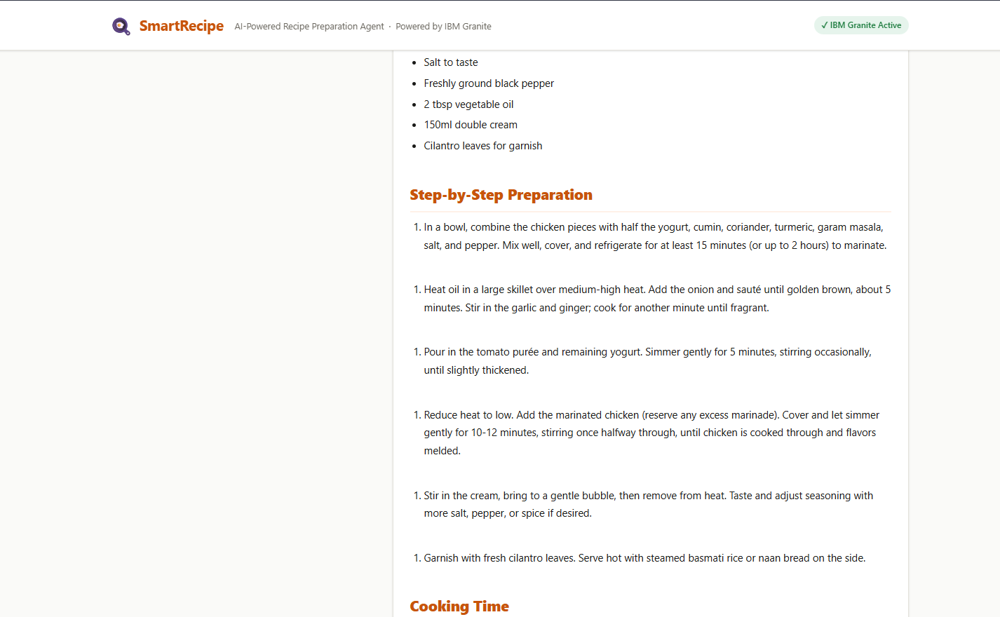 SmartRecipe AI-Powered Recipe Preparation Agent · Powered by IBM Granite ✓ IBM Granite Active
• Salt to taste
• Freshly ground black pepper
• 2 tbsp vegetable oil
• 150ml double cream
• Cilantro leaves for garnish
Step-by-Step Preparation
1. In a bowl, combine the chicken pieces with half the yogurt, cumin, coriander, turmeric, garam masala,
salt, and pepper. Mix well, cover, and refrigerate for at least 15 minutes (or up to 2 hours) to marinate.
1. Heat oil in a large skillet over medium-high heat. Add the onion and sauté until golden brown, about 5
minutes. Stir in the garlic and ginger; cook for another minute until fragrant.
1. Pour in the tomato purée and remaining yogurt. Simmer gently for 5 minutes, stirring occasionally,
until slightly thickened.
1. Reduce heat to low. Add the marinated chicken (reserve any excess marinade). Cover and let simmer
gently for 10-12 minutes, stirring once halfway through, until chicken is cooked through and flavors
melded.
1. Stir in the cream, bring to a gentle bubble, then remove from heat. Taste and adjust seasoning with
more salt, pepper, or spice if desired.
1. Garnish with fresh cilantro leaves. Serve hot with steamed basmati rice or naan bread on the side.
Cooking Time